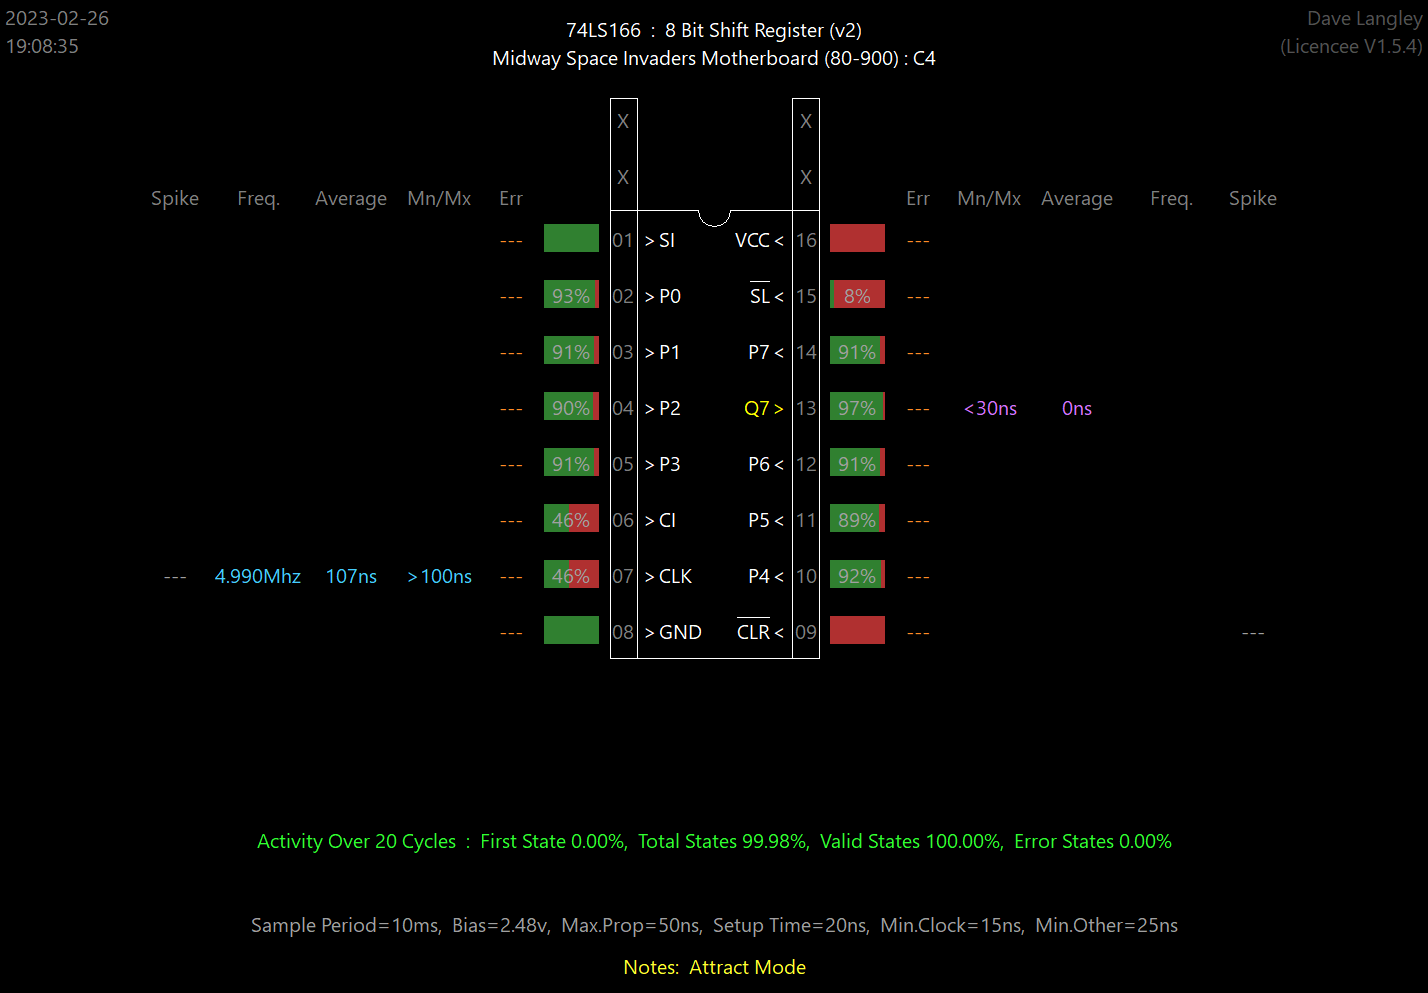 2023-02-26
19:08:35
74LS166 : 8 Bit Shift Register (v2)
Midway Space Invaders Motherboard (80-900) : C4
Dave Langley
(Licencee V1.5.4)
X X
X X
Spike Freq. Average Mn/Mx Err Err Mn/Mx Average Freq. Spike
--- 01 >SI VCC< 16 ---
--- 93% 02 >P0 SL< 15 8% ---
--- 91% 03 >P1 P7< 14 91% ---
--- 90% 04 >P2 Q7> 13 97% --- <30ns 0ns
--- 91% 05 >P3 P6< 12 91% ---
--- 46% 06 >CI P5< 11 89% ---
--- 4.990Mhz 107ns >100ns --- 46% 07 >CLK P4< 10 92% ---
--- 08 >GND CLR< 09 --- ---
Activity Over 20 Cycles : First State 0.00%, Total States 99.98%, Valid States 100.00%, Error States 0.00%
Sample Period=10ms, Bias=2.48v, Max.Prop=50ns, Setup Time=20ns, Min.Clock=15ns, Min.Other=25ns
Notes: Attract Mode